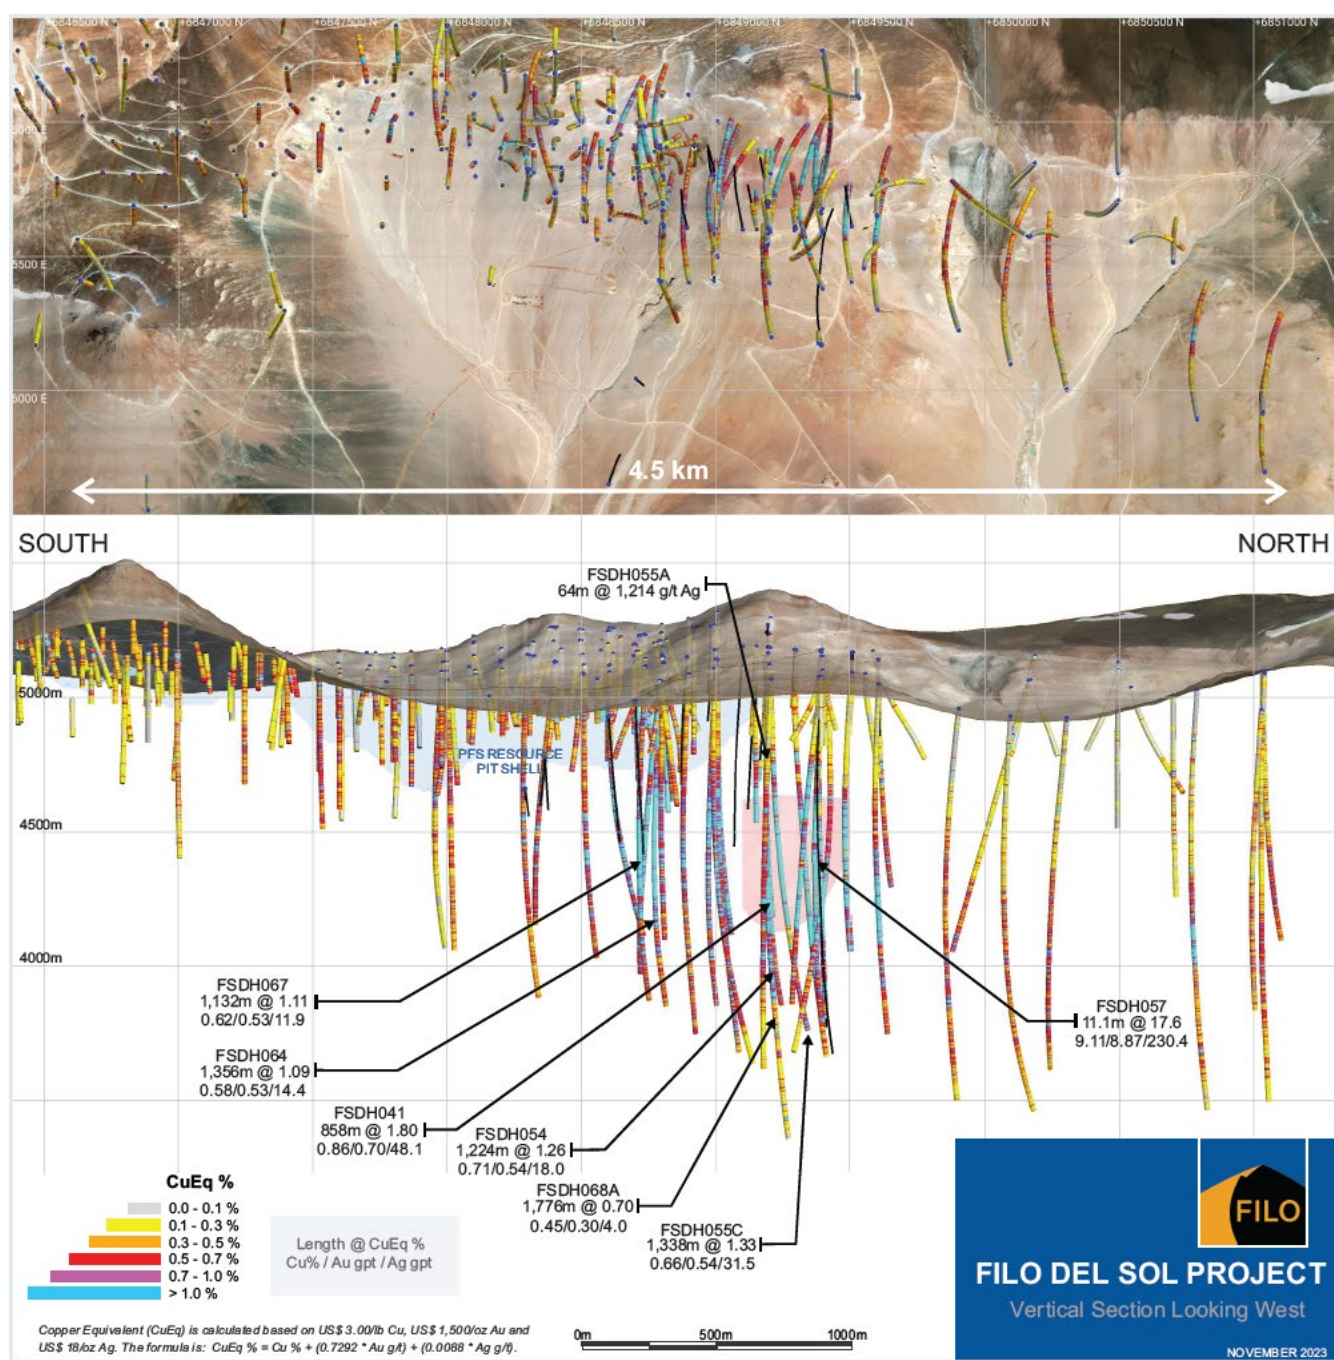 +6846500 N
+6847000 N
+6847500 N
+6848000 N
+6848500 N
+6849000 N
+6849500 N
+6850000 N
+6850500 N
+6851000 N
5000 E
5500 E
6000 E
4.5 km
SOUTH
NORTH
FSDH055A
64m @ 1,214 g/t Ag
5000m
PFS RESOURCE
PIT SHELL
4500m
4000m
FSDH067
1,132m @ 1.11
0.62/0.53/11.9
FSDH064
1,356m @ 1.09
0.58/0.53/14.4
FSDH041
858m @ 1.80
0.86/0.70/48.1
FSDH054
1,224m @ 1.26
0.71/0.54/18.0
FSDH068A
1,776m @ 0.70
0.45/0.30/4.0
FSDH055C
1,338m @ 1.33
0.66/0.54/31.5
FSDH057
11.1m @ 17.6
9.11/8.87/230.4
CuEq %
0.0 - 0.1 %
0.1 - 0.3 %
0.3 - 0.5 %
0.5 - 0.7 %
0.7 - 1.0 %
> 1.0 %
Length @ CuEq %
Cu% / Au gpt / Ag gpt
Copper Equivalent (CuEq) is calculated based on US$ 3.00/lb Cu, US$ 1,500/oz Au and
US$ 18/oz Ag. The formula is: CuEq % = Cu % + (0.7292 * Au g/t) + (0.0088 * Ag g/t).
0m
500m
1000m
FILO
FILO DEL SOL PROJECT
Vertical Section Looking West
NOVEMBER 2023